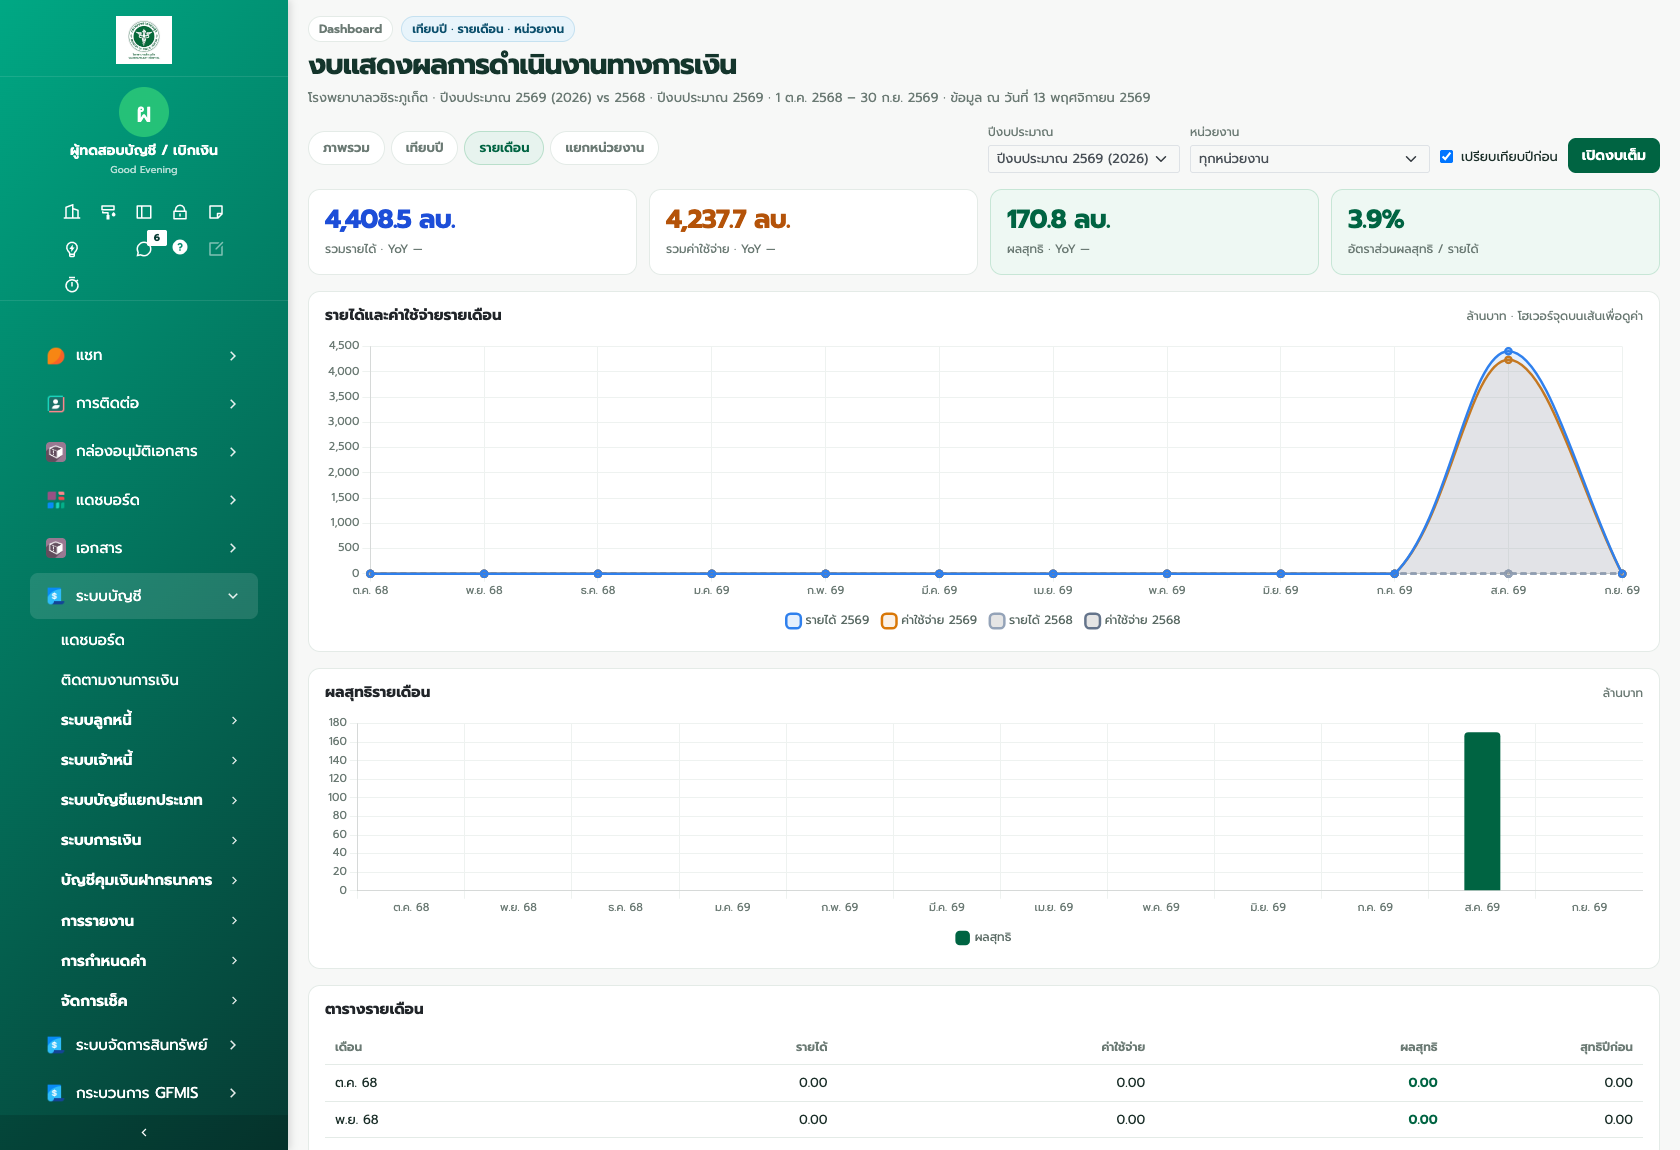 ผ
ผู้ทดสอบบัญชี / เบิกเงิน
Good Evening
6
?
แชท
การติดต่อ
กล่องอนุมัติเอกสาร
แดชบอร์ด
เอกสาร
ระบบบัญชี
แดชบอร์ด
ติดตามงานการเงิน
ระบบลูกหนี้
ระบบเจ้าหนี้
ระบบบัญชีแยกประเภท
ระบบการเงิน
บัญชีคุมเงินฝากธนาคาร
การรายงาน
การกำหนดค่า
จัดการเช็ค
ระบบจัดการสินทรัพย์
กระบวนการ GFMIS
Dashboard
เทียบปี · รายเดือน · หน่วยงาน
งบแสดงผลการดำเนินงานทางการเงิน
โรงพยาบาลวชิระภูเก็ต · ปีงบประมาณ 2569 (2026) vs 2568 · ปีงบประมาณ 2569 · 1 ต.ค. 2568 – 30 ก.ย. 2569 · ข้อมูล ณ วันที่ 13 พฤศจิกายน 2569
ภาพรวม
เทียบปี
รายเดือน
แยกหน่วยงาน
ปีงบประมาณ
ปีงบประมาณ 2569 (2026)
หน่วยงาน
ทุกหน่วยงาน
เปรียบเทียบปีก่อน
เปิดงบเต็ม
4,408.5 ลบ.
รวมรายได้ · YoY —
4,237.7 ลบ.
รวมค่าใช้จ่าย · YoY —
170.8 ลบ.
ผลสุทธิ · YoY —
3.9%
อัตราส่วนผลสุทธิ / รายได้
รายได้และค่าใช้จ่ายรายเดือน
ล้านบาท · โฮเวอร์จุดบนเส้นเพื่อดูค่า
4,500
4,000
3,500
3,000
2,500
2,000
1,500
1,000
500
0
ต.ค. 68 พ.ย. 68 ธ.ค. 68 ม.ค. 69 ก.พ. 69 มี.ค. 69 เม.ย. 69 พ.ค. 69 มิ.ย. 69 ก.ค. 69 ส.ค. 69 ก.ย. 69
รายได้ 2569 ค่าใช้จ่าย 2569 รายได้ 2568 ค่าใช้จ่าย 2568
ผลสุทธิรายเดือน
ล้านบาท
180
160
140
120
100
80
60
40
20
0
ต.ค. 68 พ.ย. 68 ธ.ค. 68 ม.ค. 69 ก.พ. 69 มี.ค. 69 เม.ย. 69 พ.ค. 69 มิ.ย. 69 ก.ค. 69 ส.ค. 69 ก.ย. 69
ผลสุทธิ
ตารางรายเดือน
เดือน รายได้ ค่าใช้จ่าย ผลสุทธิ สุทธิปีก่อน
ต.ค. 68 0.00 0.00 0.00 0.00
พ.ย. 68 0.00 0.00 0.00 0.00